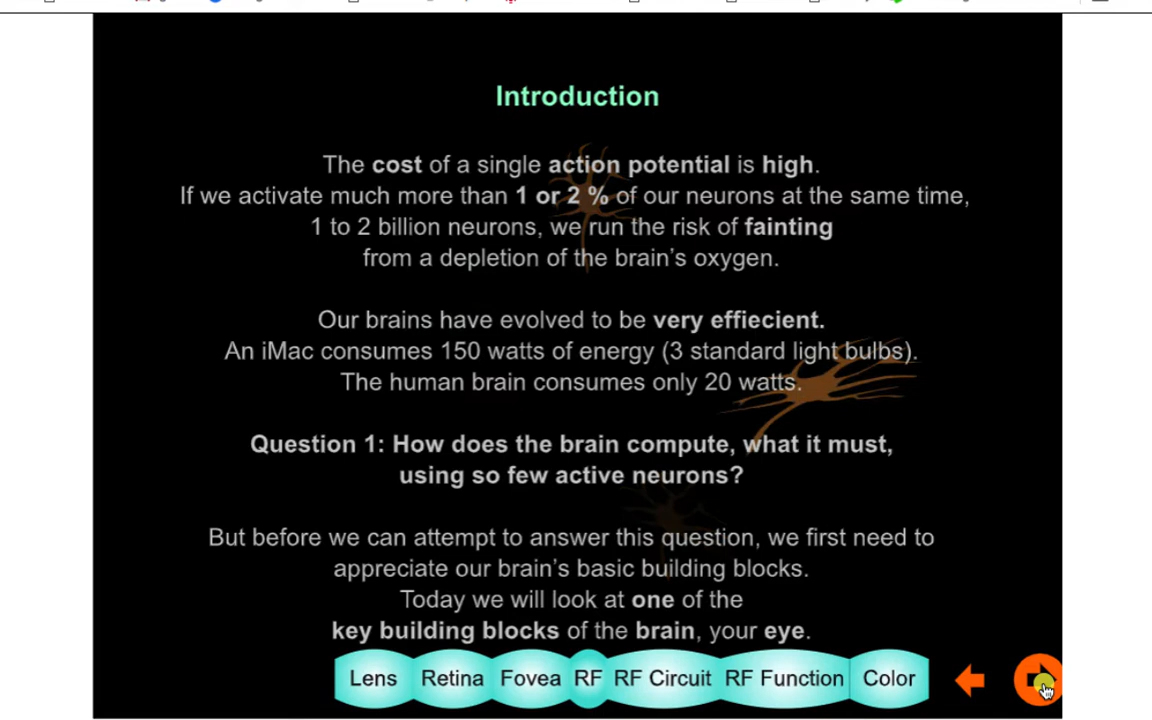 Introduction
The cost of a single action potential is high.
If we activate much more than 1 or 2 % of our neurons at the same time,
1 to 2 billion neurons, we run the risk of fainting
from a depletion of the brain's oxygen.
Our brains have evolved to be very effiecient.
An iMac consumes 150 watts of energy (3 standard light bulbs).
The human brain consumes only 20 watts.
Question 1: How does the brain compute, what it must,
using so few active neurons?
But before we can attempt to answer this question, we first need to
appreciate our brain's basic building blocks.
Today we will look at one of the
key building blocks of the brain, your eye.
Lens Retina Fovea RF RF Circuit RF Function Color